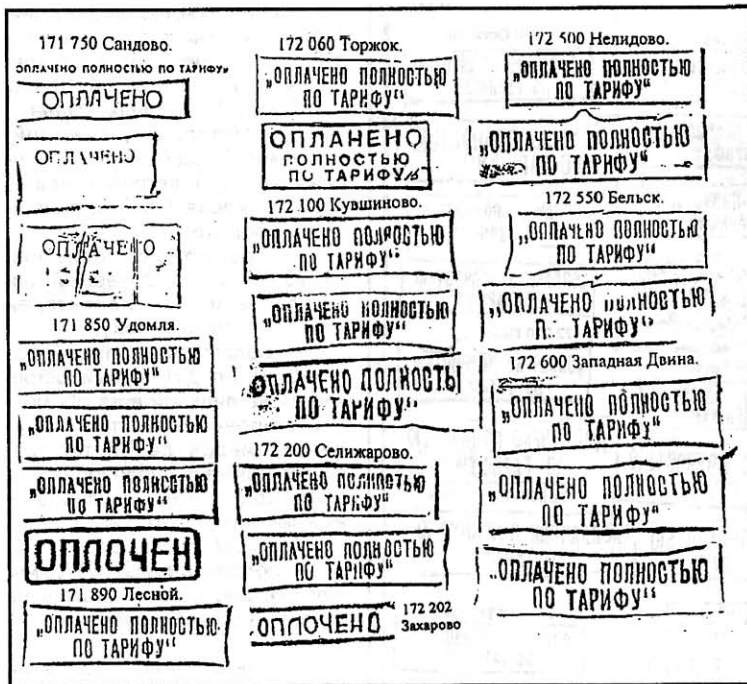 171 750 Сандово.
ОПЛАЧЕНО ПОЛНОСТЬЮ ПО ТАРИФУ
ОПЛАЧЕНО
ОПЛАЧЕНО
ОПЛАЧЕНО
171 850 Удомля.
„ОПЛАЧЕНО ПОЛНОСТЬЮ
ПО ТАРИФУ“
„ОПЛАЧЕНО ПОЛНОСТЬЮ
ПО ТАРИФУ“
„ОПЛАЧЕНО ПОЛНОСТЬЮ
ПО ТАРИФУ“
ОПЛОЧЕН
171 890 Лесной.
„ОПЛАЧЕНО ПОЛНОСТЬЮ
ПО ТАРИФУ“
172 060 Торжок.
„ОПЛАЧЕНО ПОЛНОСТЬЮ
ПО ТАРИФУ“
ОПЛАНЕНО
ПОЛНОСТЬЮ
ПО ТАРИФУ
172 100 Кувшиново.
„ОПЛАЧЕНО ПОЛНОСТЬЮ
ПО ТАРИФУ“
„ОПЛАЧЕНО ПОЛНОСТЬЮ
ПО ТАРИФУ“
ОПЛАЧЕНО ПОЛНОСТЬ
ПО ТАРИФУ“
172 200 Селижарово.
„ОПЛАЧЕНО ПОЛНОСТЬЮ
ПО ТАРИФУ“
„ОПЛАЧЕНО ПОЛНОСТЬЮ
ПО ТАРИФУ“
ОПЛОЧЕНО
172 202
Захарово
172 500 Нелидово.
„ОПЛАЧЕНО ПОЛНОСТЬЮ
ПО ТАРИФУ“
„ОПЛАЧЕНО ПОЛНОСТЬЮ
ПО ТАРИФУ“
172 550 Бельск.
„ОПЛАЧЕНО ПОЛНОСТЬЮ
ПО ТАРИФУ“
„ОПЛАЧЕНО ПОЛНОСТЬЮ
ПО ТАРИФУ“
172 600 Западная Двина.
„ОПЛАЧЕНО ПОЛНОСТЬЮ
ПО ТАРИФУ“
„ОПЛАЧЕНО ПОЛНОСТЬЮ
ПО ТАРИФУ“
„ОПЛАЧЕНО ПОЛНОСТЬЮ
ПО ТАРИФУ“